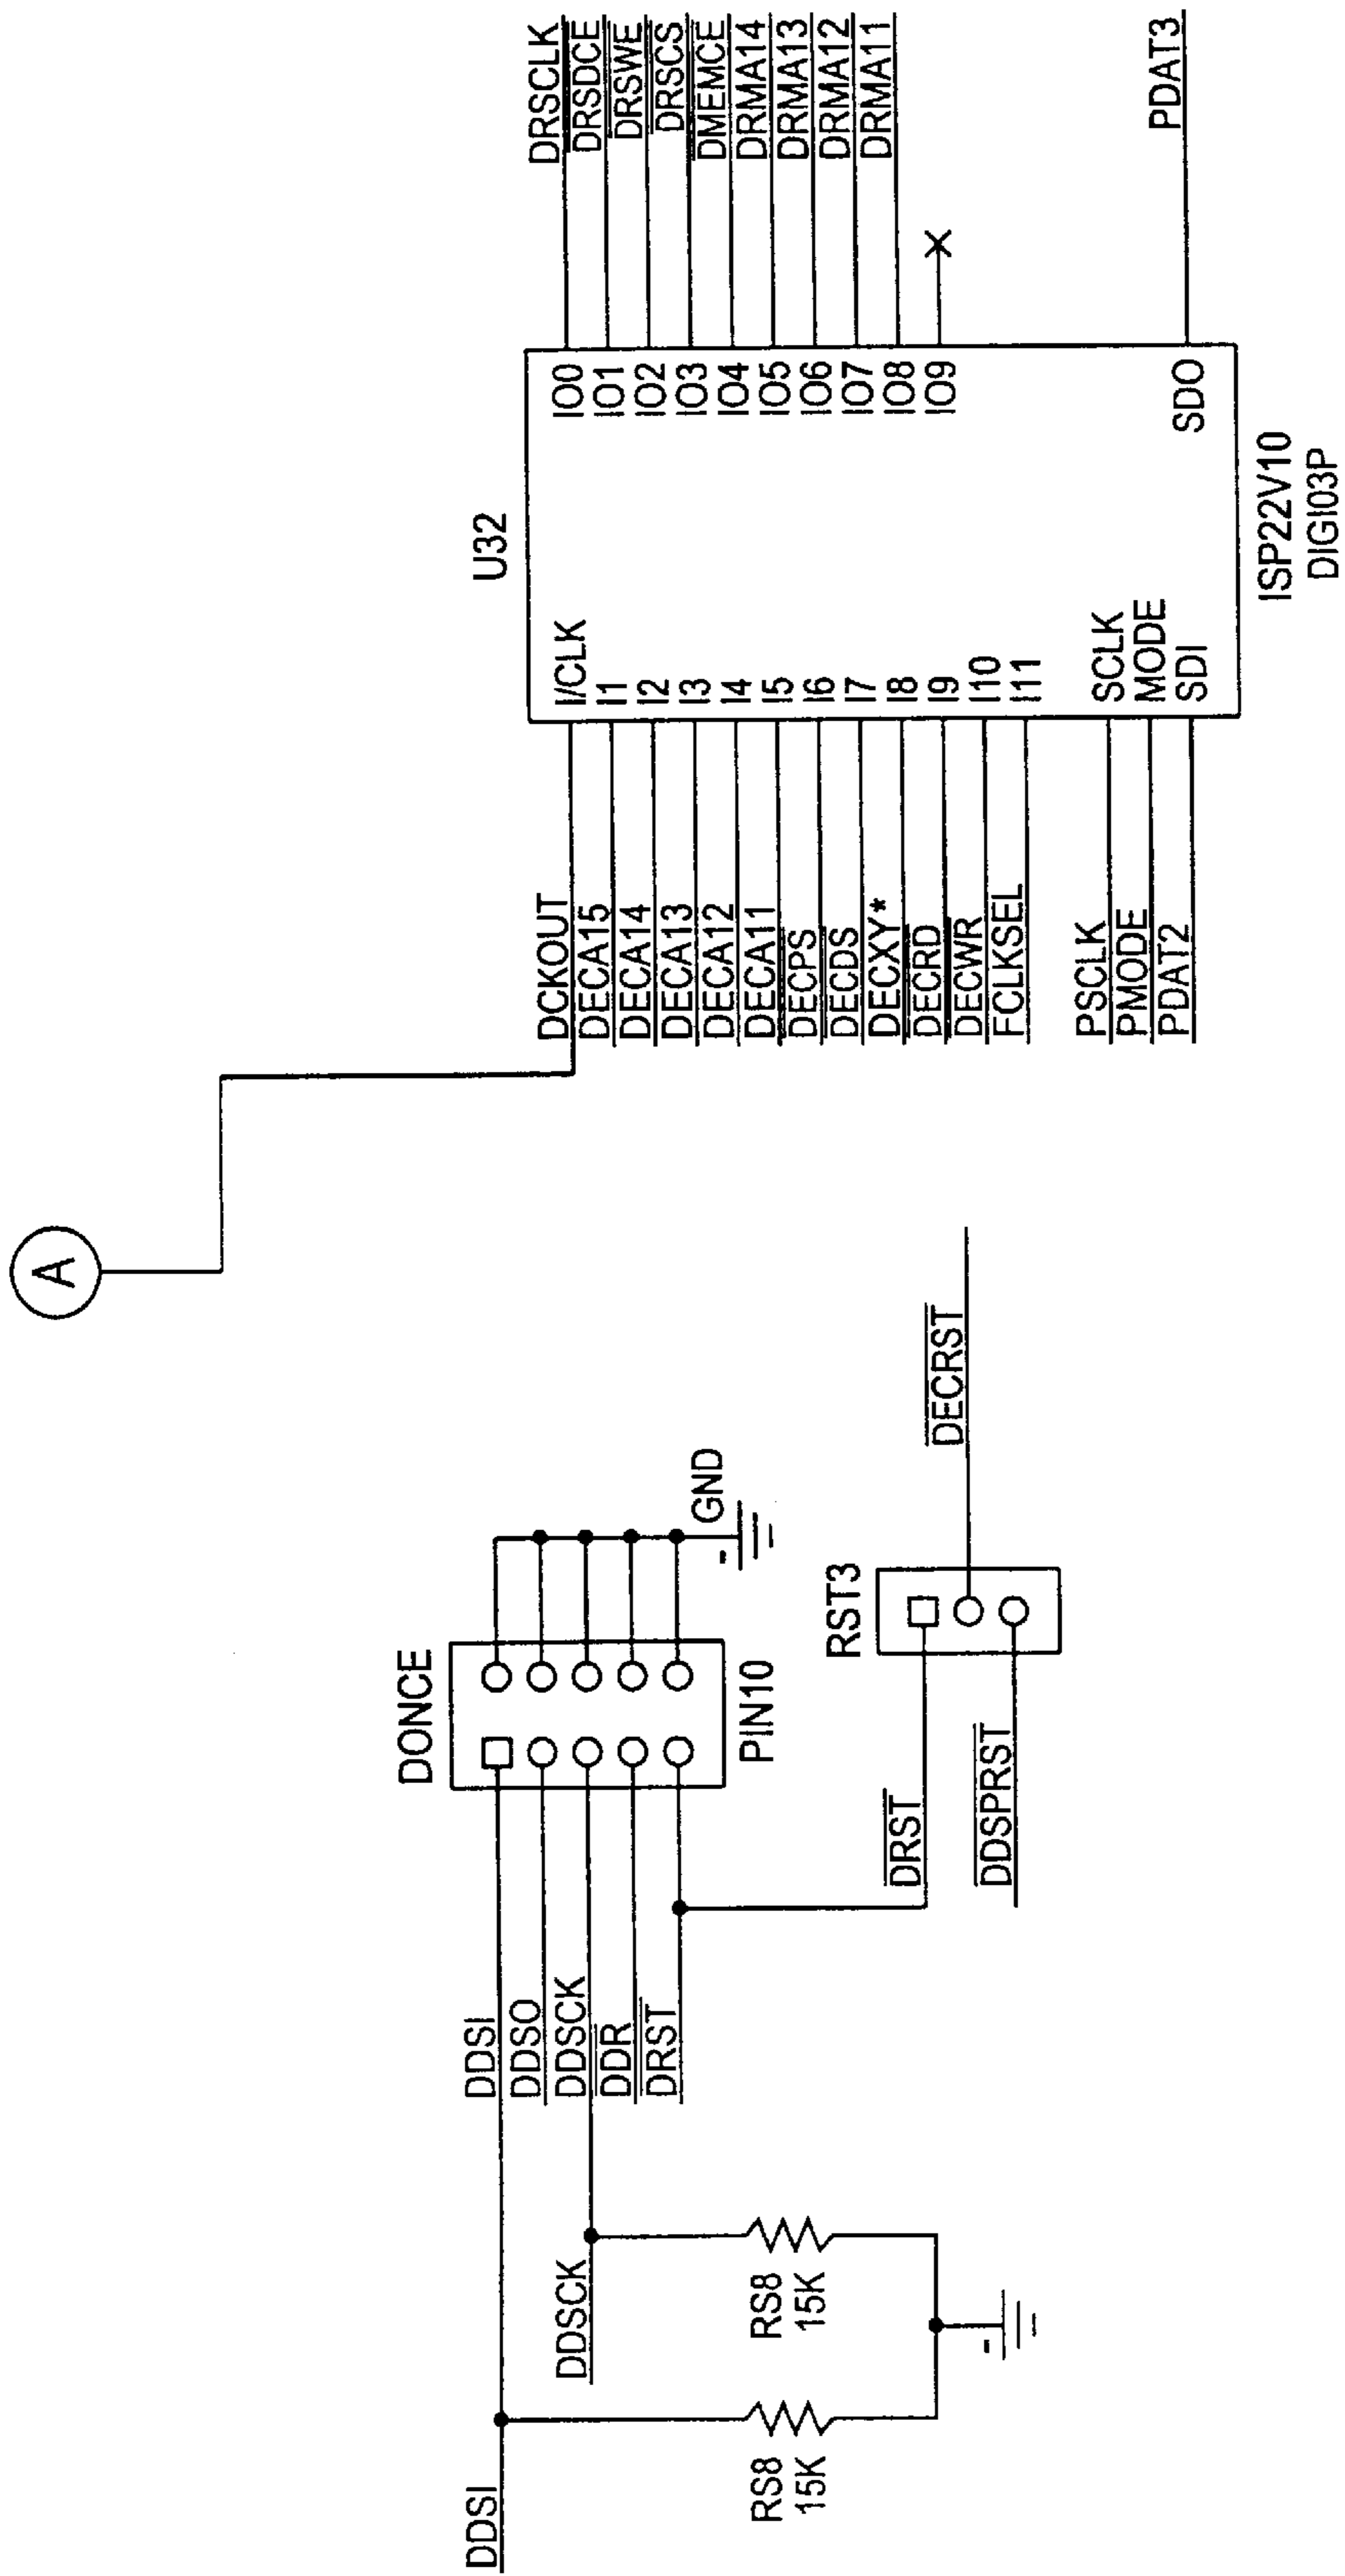 A
DDSI
DDSCK
RS8
15K
RS8
15K
DDSI
DDSO
DDSCK
DDR
DRST
DONCE
PIN10
GND
DRST
DDSPRST
RST3
DECRST
U32
DCKOUT
DECA15
DECA14
DECA13
DECA12
DECA11
DECPS
DECDS
DECXY*
DECRD
DECWR
FCLKSEL
PSCLK
PMODE
PDAT2
I/CLK
I1
I2
I3
I4
I5
I6
I7
I8
I9
I10
I11
SCLK
MODE
SDI
IO0
IO1
IO2
IO3
IO4
IO5
IO6
IO7
IO8
IO9
SDO
DRSCLK
DRSDCE
DRSWE
DRSCS
DMEMCE
DRMA14
DRMA13
DRMA12
DRMA11
PDAT3
ISP22V10
DIGI03P